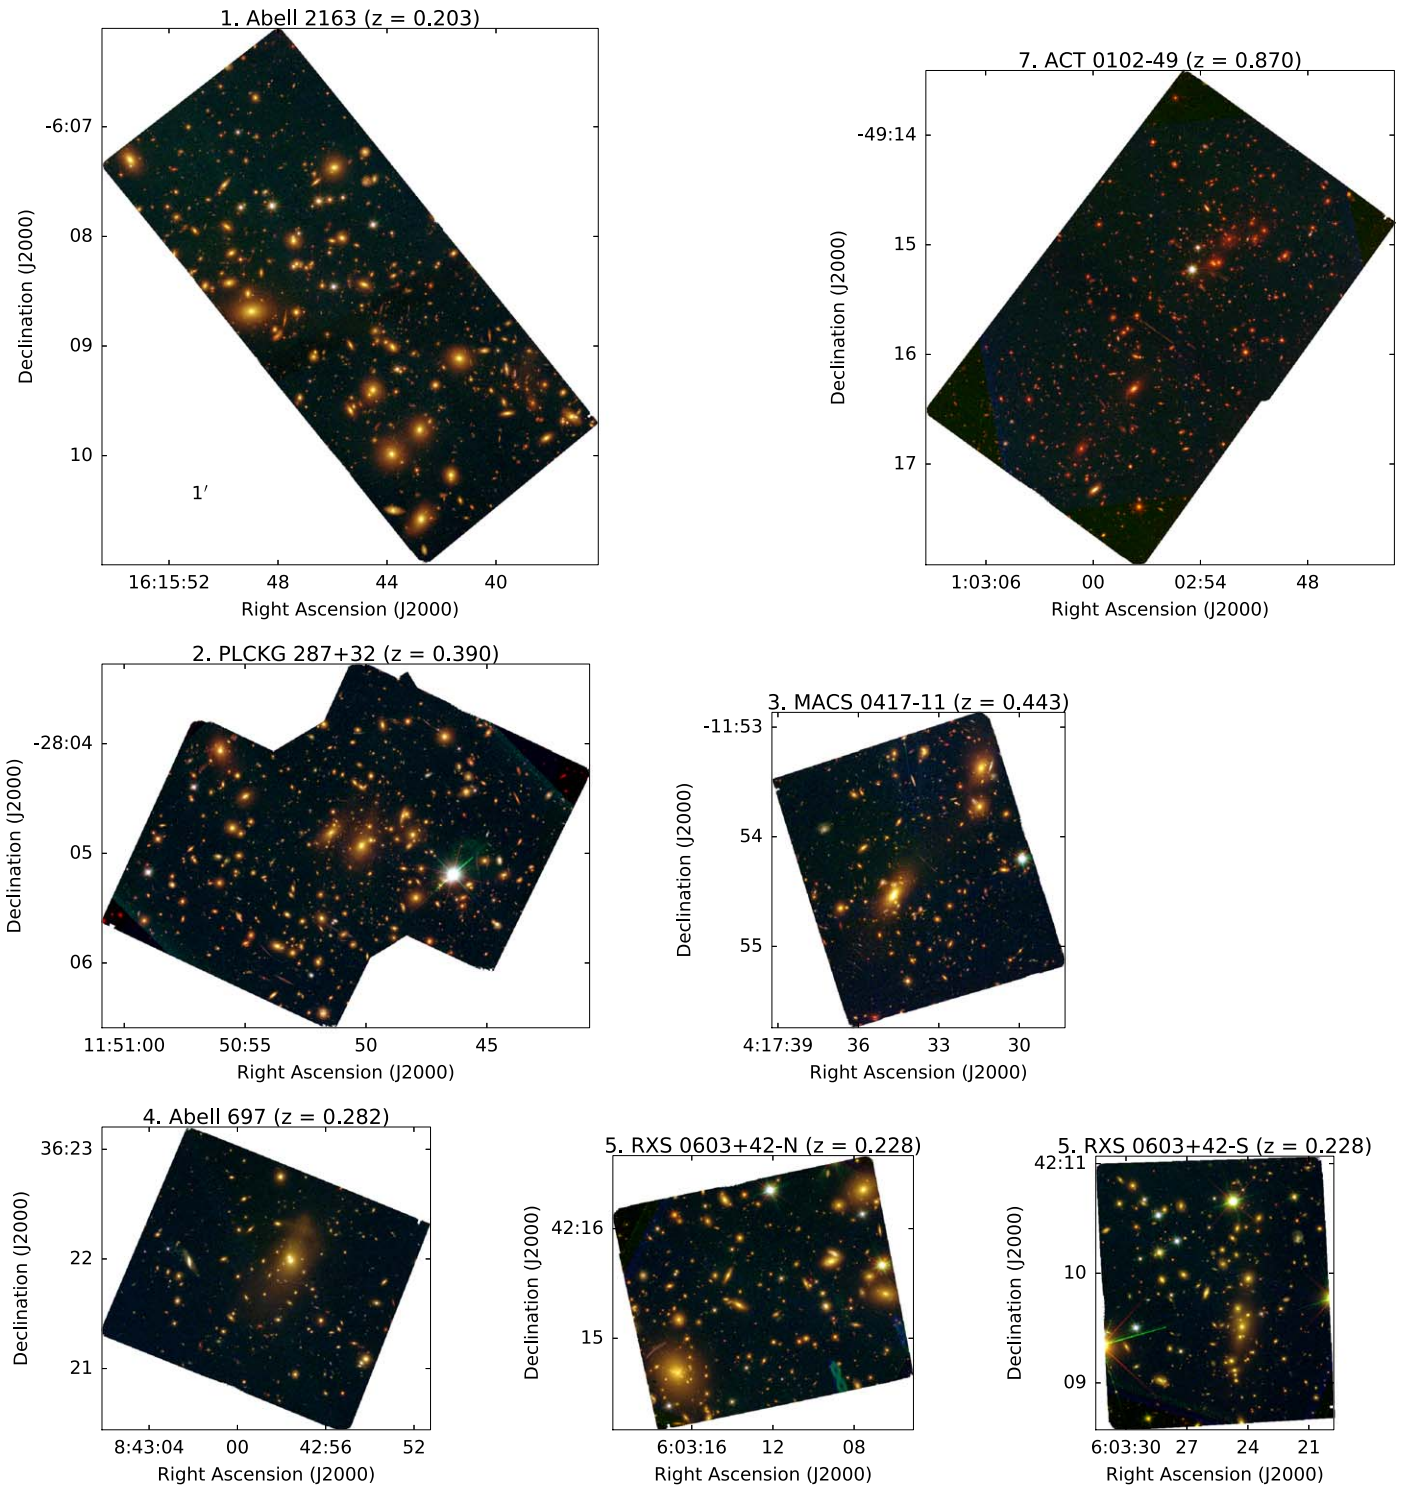 1. Abell 2163 (z = 0.203)
-6:07
08
09
10
Declination (J2000)
1′
16:15:52 48 44 40
Right Ascension (J2000)
7. ACT 0102-49 (z = 0.870)
-49:14
15
16
17
Declination (J2000)
1:03:06 00 02:54 48
Right Ascension (J2000)
2. PLCKG 287+32 (z = 0.390)
-28:04
05
06
Declination (J2000)
11:51:00 50:55 50 45
Right Ascension (J2000)
3. MACS 0417-11 (z = 0.443)
-11:53
54
55
Declination (J2000)
4:17:39 36 33 30
Right Ascension (J2000)
4. Abell 697 (z = 0.282)
36:23
22
21
Declination (J2000)
8:43:04 00 42:56 52
Right Ascension (J2000)
5. RXS 0603+42-N (z = 0.228)
42:16
15
Declination (J2000)
6:03:16 12 08
Right Ascension (J2000)
5. RXS 0603+42-S (z = 0.228)
42:11
10
09
Declination (J2000)
6:03:30 27 24 21
Right Ascension (J2000)